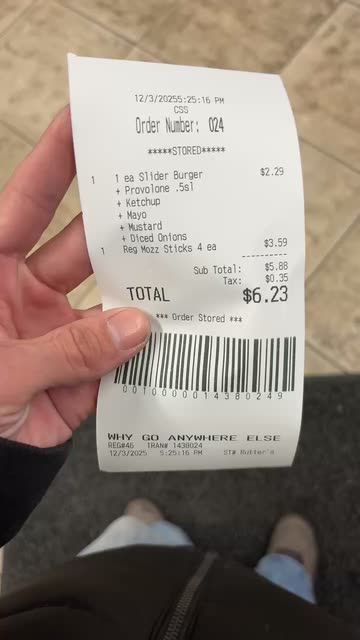 12/3/20255:25:16 PM
CSS
Order Number: 024
*****STORED*****
1 1 ea Slider Burger $2.29
+ Provolone .5sl
+ Ketchup
+ Mayo
+ Mustard
+ Diced Onions
1 Reg Mozz Sticks 4 ea $3.59
----------
Sub Total: $5.88
Tax: $0.35
TOTAL $6.23
*** Order Stored ***
0010000014380249
WHY GO ANYWHERE ELSE
REG#46 TRAN# 1438024
12/3/2025 5:25:16 PM ST# Rutter's